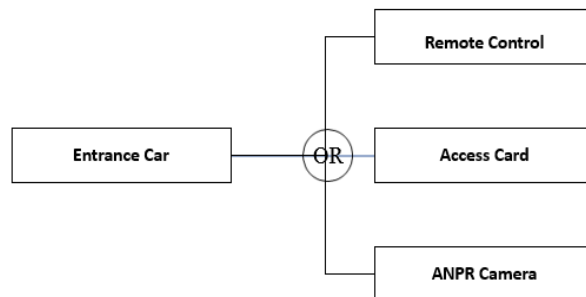 Remote Control
Entrance Car
OR
Access Card
ANPR Camera